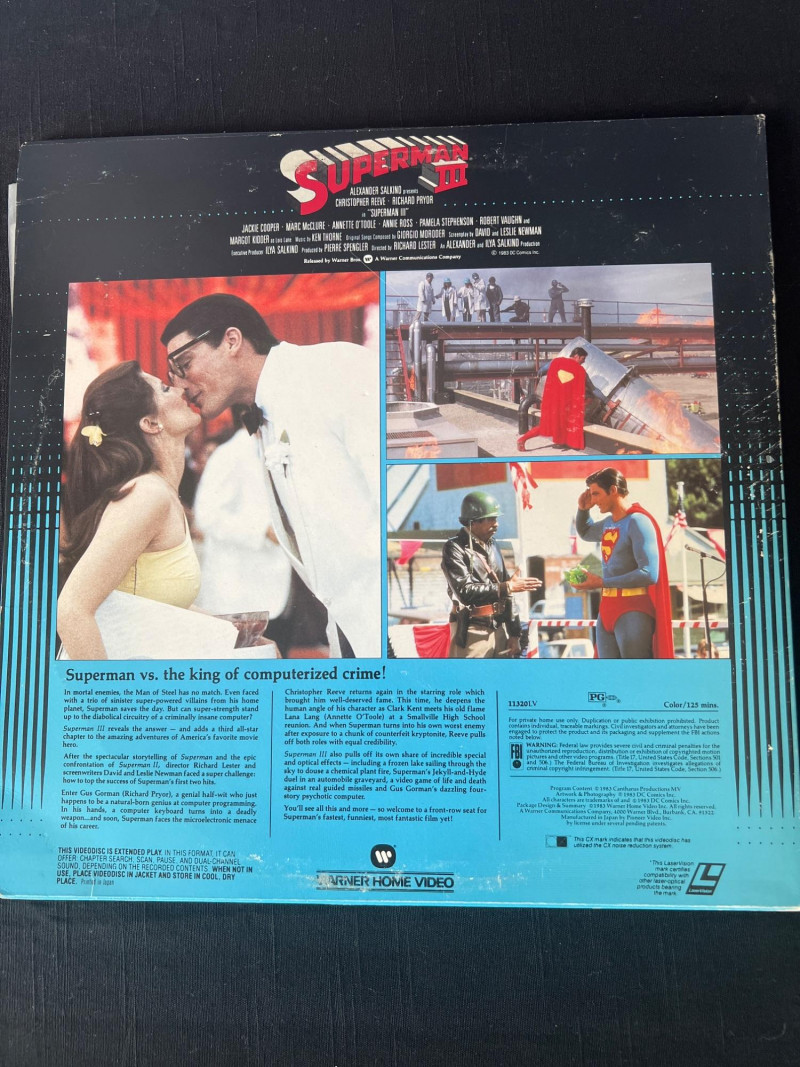 SUPERMAN
III
ALEXANDER SALKIND presents
CHRISTOPHER REEVE · RICHARD PRYOR
in "SUPERMAN III"
JACKIE COOPER · MARC McCLURE · ANNETTE O'TOOLE · ANNIE ROSS · PAMELA STEPHENSON · ROBERT VAUGHN and
MARGOT KIDDER as Lois Lane Music by KEN THORNE Original Songs Composed by GIORGIO MORODER Screenplay by DAVID and LESLIE NEWMAN
Executive Producer ILYA SALKIND Produced by PIERRE SPENGLER Directed by RICHARD LESTER An ALEXANDER and ILYA SALKIND Production
Released by Warner Bros. A Warner Communications Company
© 1983 DC Comics Inc.
Superman vs. the king of computerized crime!
In mortal enemies, the Man of Steel has no match. Even faced
with a trio of sinister super-powered villains from his home
planet, Superman saves the day. But can super-strength stand
up to the diabolical circuitry of a criminally insane computer?
Superman III reveals the answer — and adds a third all-star
chapter to the amazing adventures of America's favorite movie
hero.
After the spectacular storytelling of Superman and the epic
confrontation of Superman II, director Richard Lester and
screenwriters David and Leslie Newman faced a super challenge:
how to top the success of Superman's first two hits.
Enter Gus Gorman (Richard Pryor), a genial half-wit who just
happens to be a natural-born genius at computer programming.
In his hands, a computer keyboard turns into a deadly
weapon...and soon, Superman faces the microelectronic menace
of his career.
Christopher Reeve returns again in the starring role which
brought him well-deserved fame. This time, he deepens the
human angle of his character as Clark Kent meets his old flame
Lana Lang (Annette O'Toole) at a Smallville High School
reunion. And when Superman turns into his own worst enemy
after exposure to a chunk of counterfeit kryptonite, Reeve pulls
off both roles with equal credibility.
Superman III also pulls off its own share of incredible special
and optical effects — including a frozen lake sailing through the
sky to douse a chemical plant fire, Superman's Jekyll-and-Hyde
duel in an automobile graveyard, a video game of life and death
against real guided missiles and Gus Gorman's dazzling four-
story psychotic computer.
You'll see all this and more — so welcome to a front-row seat for
Superman's fastest, funniest, most fantastic film yet!
11320LV
PG
Color/125 mins.
For private home use only. Duplication or public exhibition prohibited. Product
contains individual, traceable markings. Civil investigators and attorneys have been
engaged to protect the product and its packaging and supplement the FBI actions
noted below.
FBI
WARNING: Federal law provides severe civil and criminal penalties for the
unauthorized reproduction, distribution or exhibition of copyrighted motion
pictures and other video programs. (Title 17, United States Code, Sections 501
and 506.) The Federal Bureau of Investigation investigates allegations of
criminal copyright infringement. (Title 17, United States Code, Section 506.)
Program Content © 1983 Cantharus Productions NV
Artwork & Photography © 1983 DC Comics Inc.
All characters are trademarks of and © 1983 DC Comics Inc.
Package Design & Summary © 1983 Warner Home Video Inc. All rights reserved.
A Warner Communications Company, 4000 Warner Blvd., Burbank, CA. 91522.
Manufactured in Japan by Pioneer Video Inc.
by license under several pending patents.
This CX mark indicates that this videodisc has
utilized the CX noise reduction system.
THIS VIDEODISC IS EXTENDED PLAY. IN THIS FORMAT, IT CAN
OFFER: CHAPTER SEARCH, SCAN, PAUSE, AND DUAL-CHANNEL
SOUND, DEPENDING ON THE RECORDED CONTENTS. WHEN NOT IN
USE, PLACE VIDEODISC IN JACKET AND STORE IN COOL, DRY
PLACE. Printed in Japan
WARNER HOME VIDEO
"This LaserVision
mark certifies
compatibility with
other laser-optical
products bearing
the mark.
LaserVision